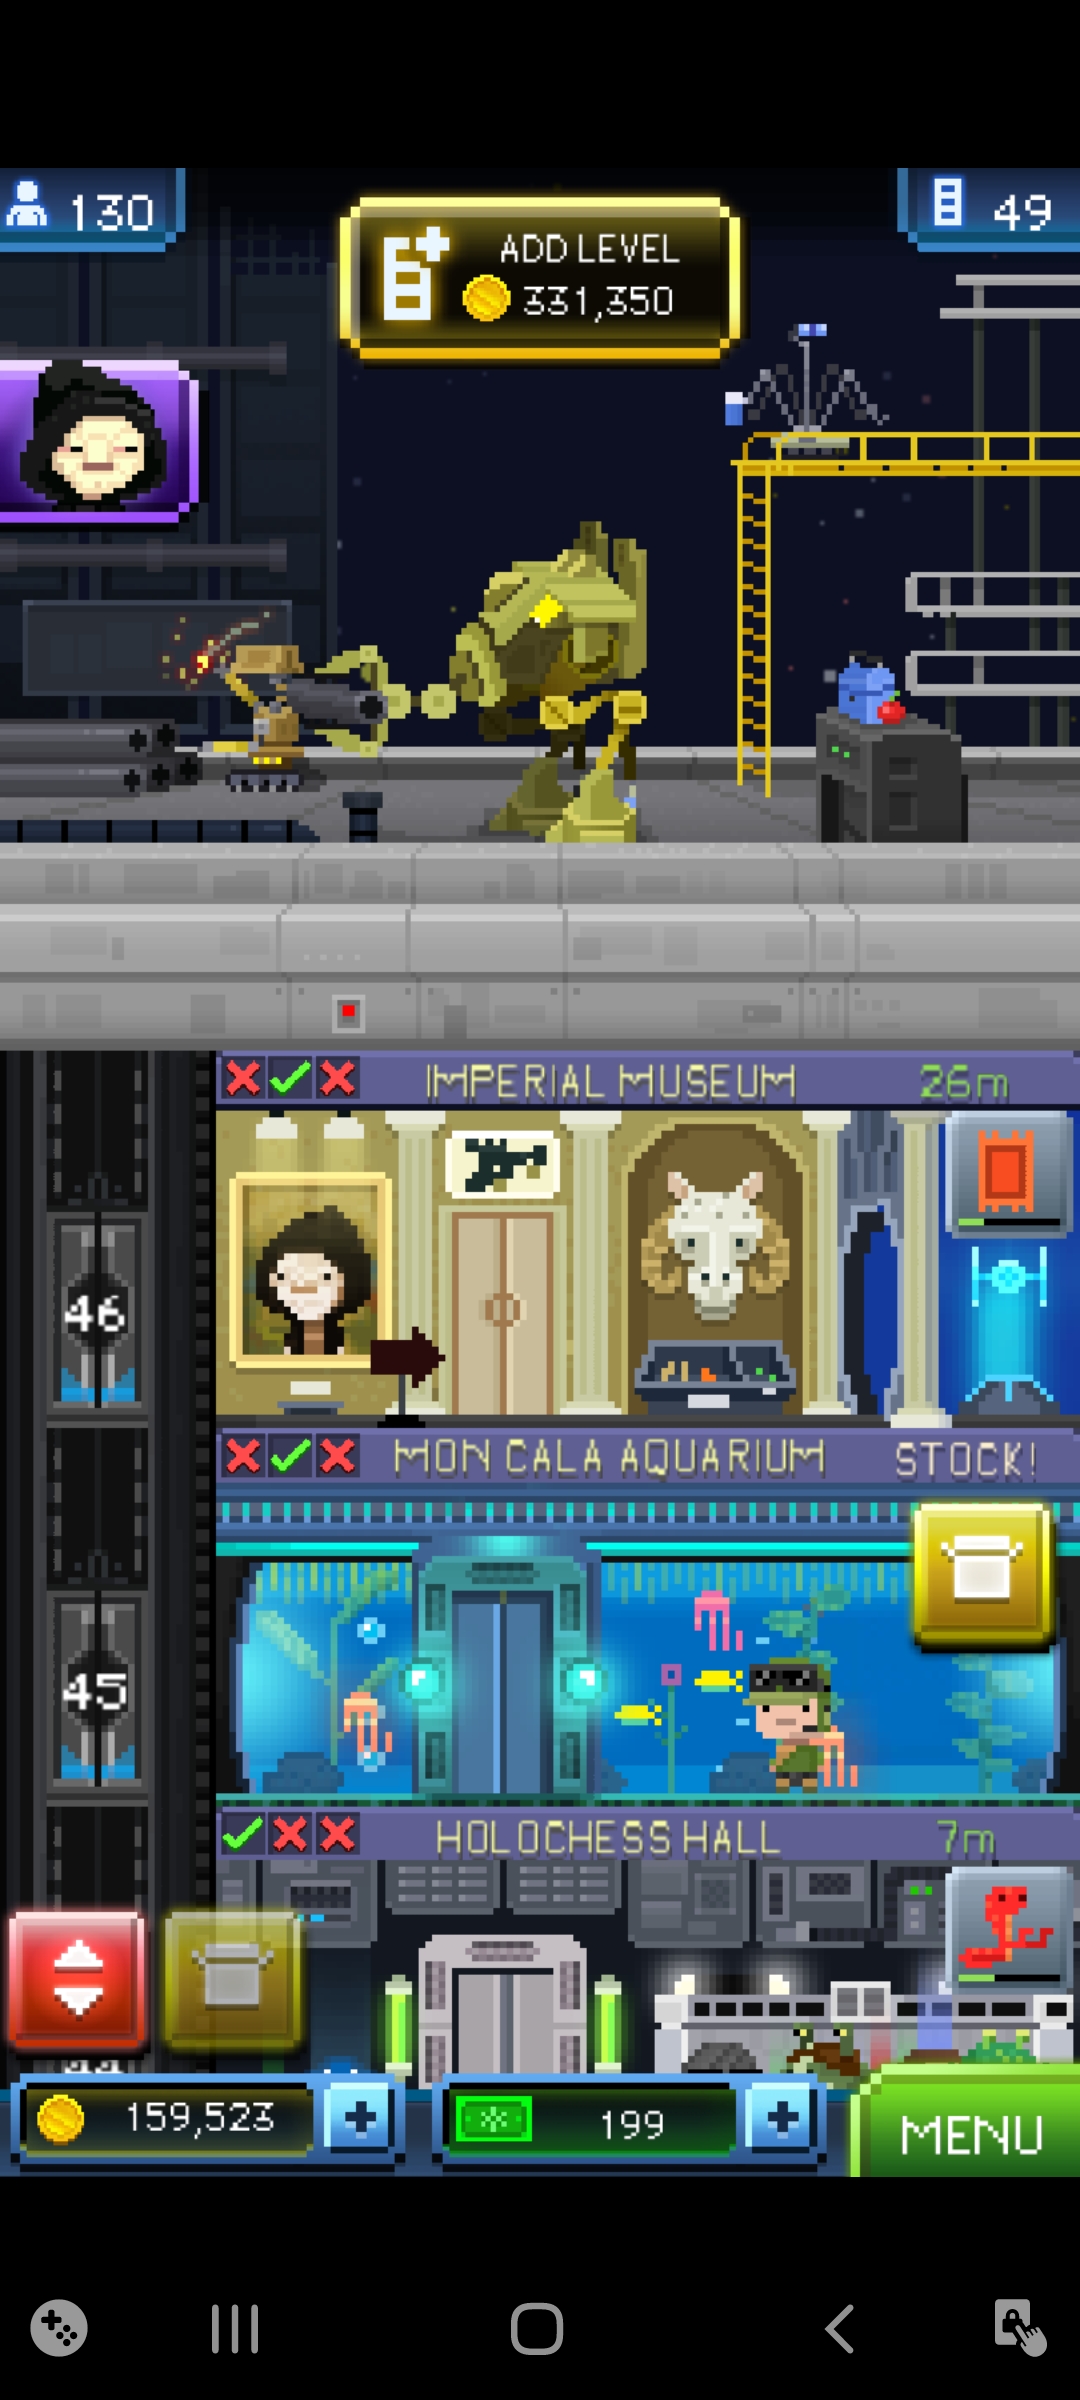 130
ADD LEVEL
331,350
49
IMPERIAL MUSEUM 26m
46
MON CALA AQUARIUM STOCK!
45
HOLOCHESS HALL 7m
44
159,523
199
MENU